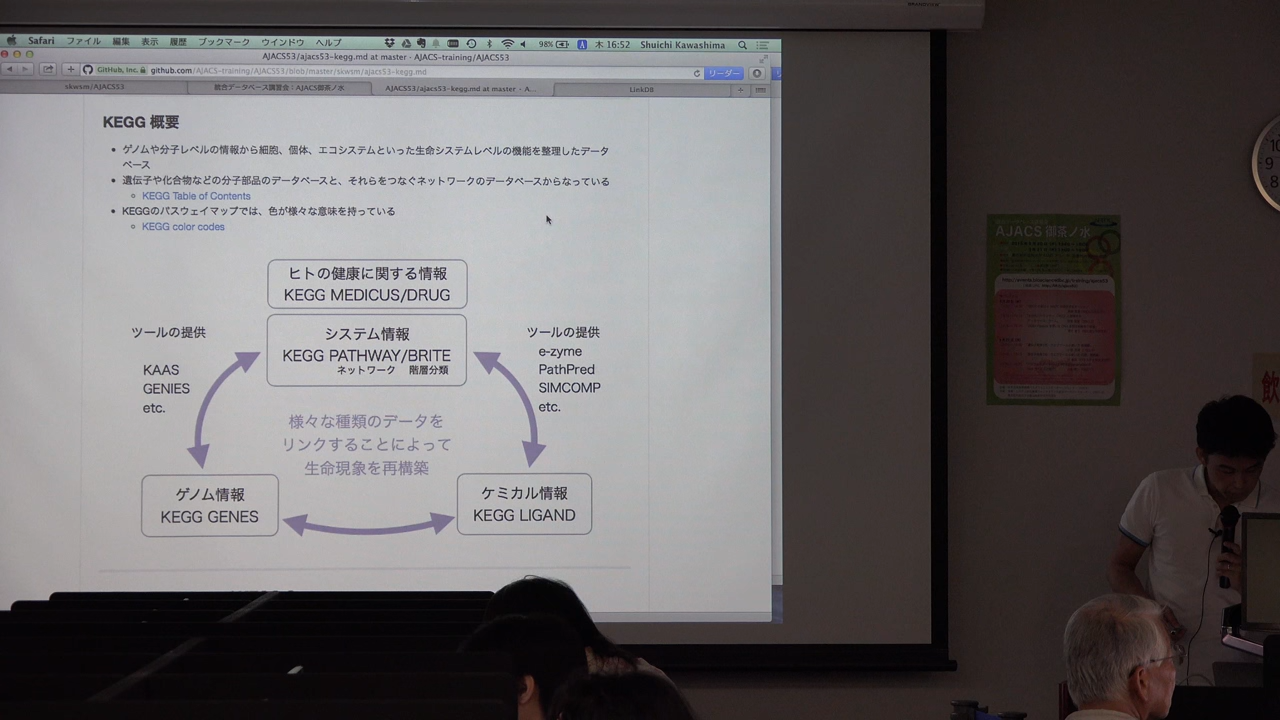 Safari ファイル 編集 表示 履歴 ブックマーク ウインドウ ヘルプ 98% A 木 16:52 Shuichi Kawashima
AJACS53/ajacs53-kegg.md at master · AJACS-training/AJACS53
GitHub, Inc. github.com/AJACS-training/AJACS53/blob/master/skwsm/ajacs53-kegg.md リーダー
skwsm/AJACS53 統合データベース講習会：AJACS御茶ノ水 AJACS53/ajacs53-kegg.md at master · A... LinkDB
KEGG 概要
ゲノムや分子レベルの情報から細胞、個体、エコシステムといった生命システムレベルの機能を整理したデータ
ベース
遺伝子や化合物などの分子部品のデータベースと、それらをつなぐネットワークのデータベースからなっている
KEGG Table of Contents
KEGGのパスウェイマップでは、色が様々な意味を持っている
KEGG color codes
ヒトの健康に関する情報
KEGG MEDICUS/DRUG
ツールの提供
KAAS
GENIES
etc.
システム情報
KEGG PATHWAY/BRITE
ネットワーク 階層分類
ツールの提供
e-zyme
PathPred
SIMCOMP
etc.
様々な種類のデータを
リンクすることによって
生命現象を再構築
ゲノム情報
KEGG GENES
ケミカル情報
KEGG LIGAND
AJACS 御茶ノ水
10
9
8
飲